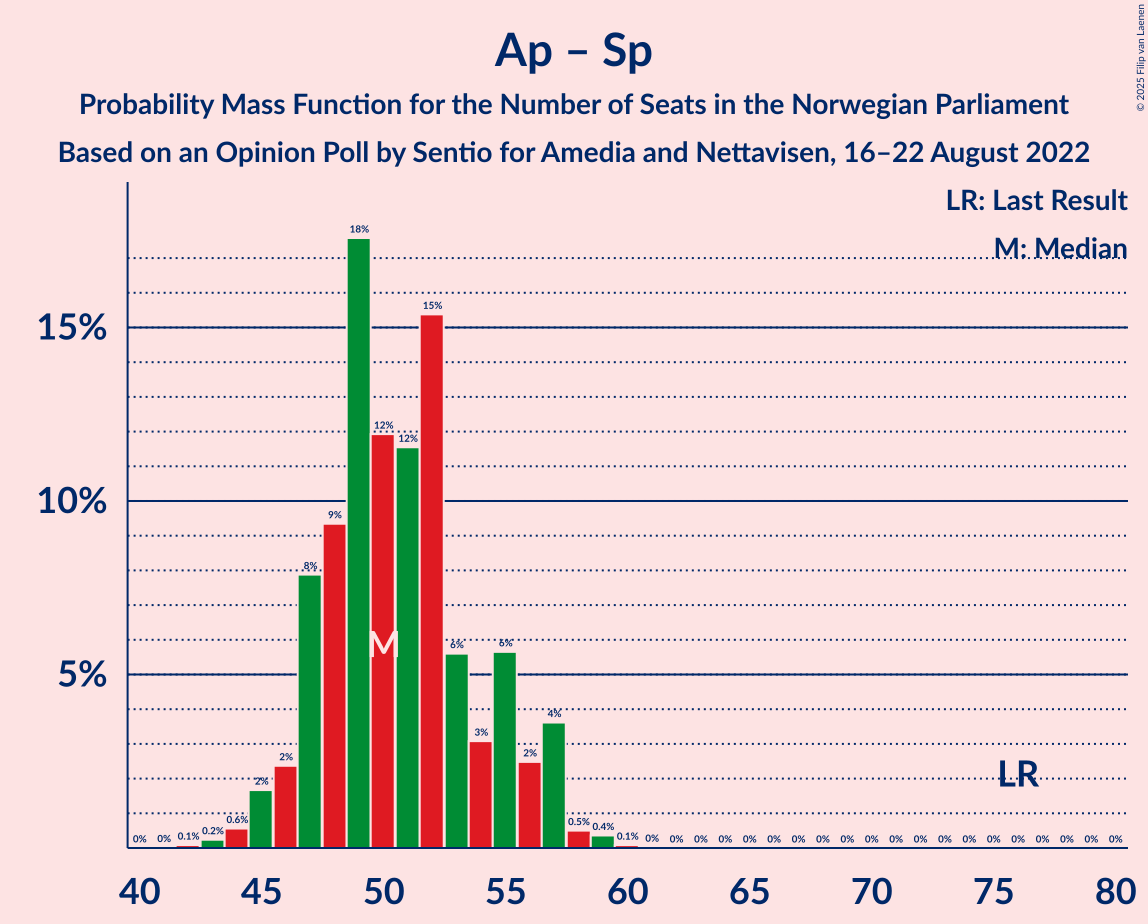 Ap – Sp
Probability Mass Function for the Number of Seats in the Norwegian Parliament
Based on an Opinion Poll by Sentio for Amedia and Nettavisen, 16–22 August 2022
© 2025 Filip van Laenen
LR: Last Result
M: Median
15%
10%
5%
0% 0% 0.1% 0.2% 0.6% 2% 2% 8% 9% 18% 12% 12% 15% 6% 3% 6% 2% 4% 0.5% 0.4% 0.1% 0% 0% 0% 0% 0% 0% 0% 0% 0% 0% 0% 0% 0% 0% 0% 0% 0% 0% 0% 0%
M
LR
40 45 50 55 60 65 70 75 80